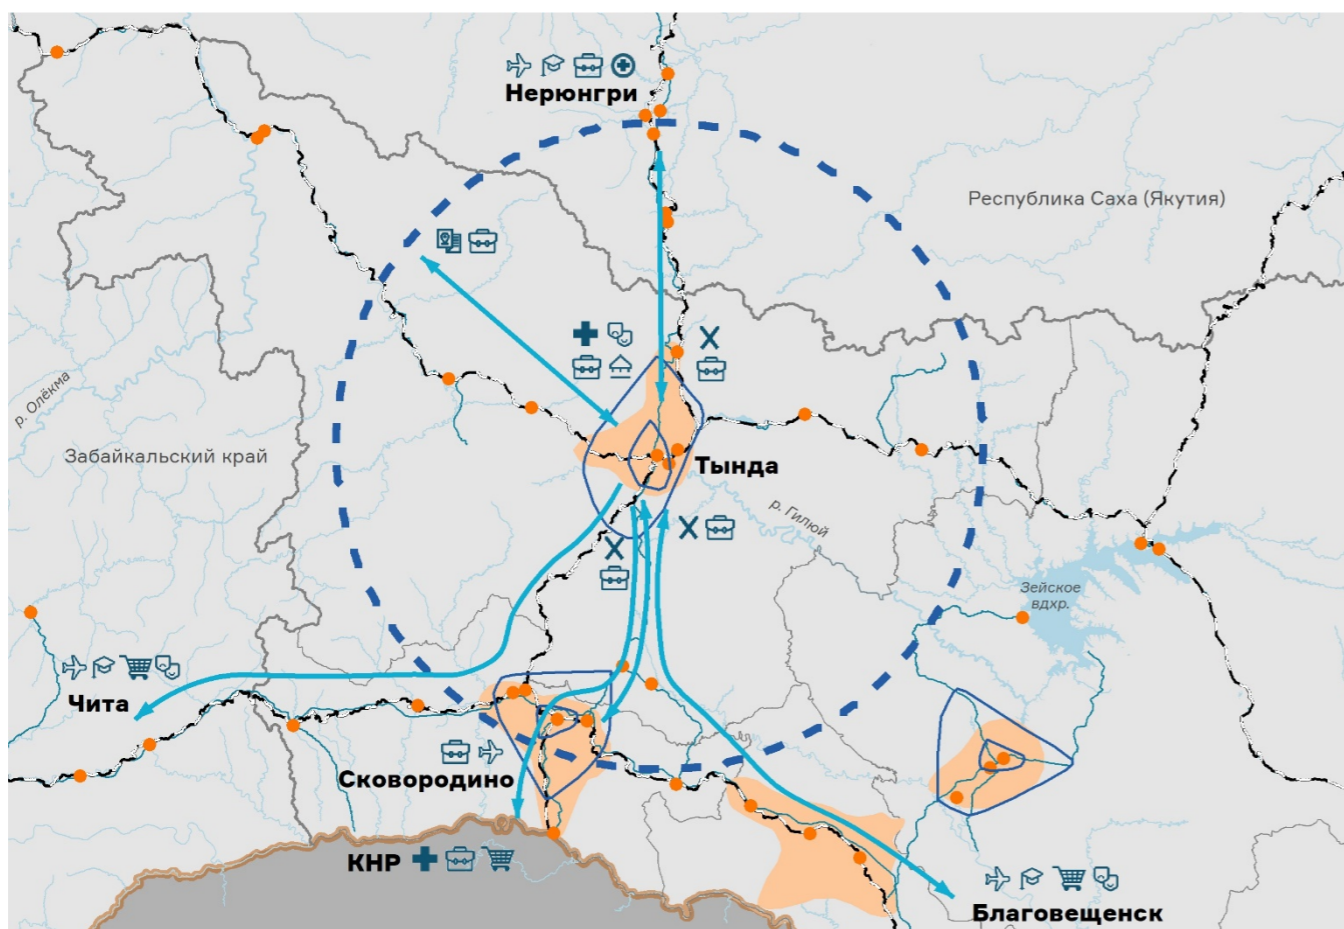 Нерюнгри
Республика Саха (Якутия)
р. Олёкма
Забайкальский край
Тында
р. Гилюй
Зейское
вдхр.
Чита
Сковородино
КНР
Благовещенск